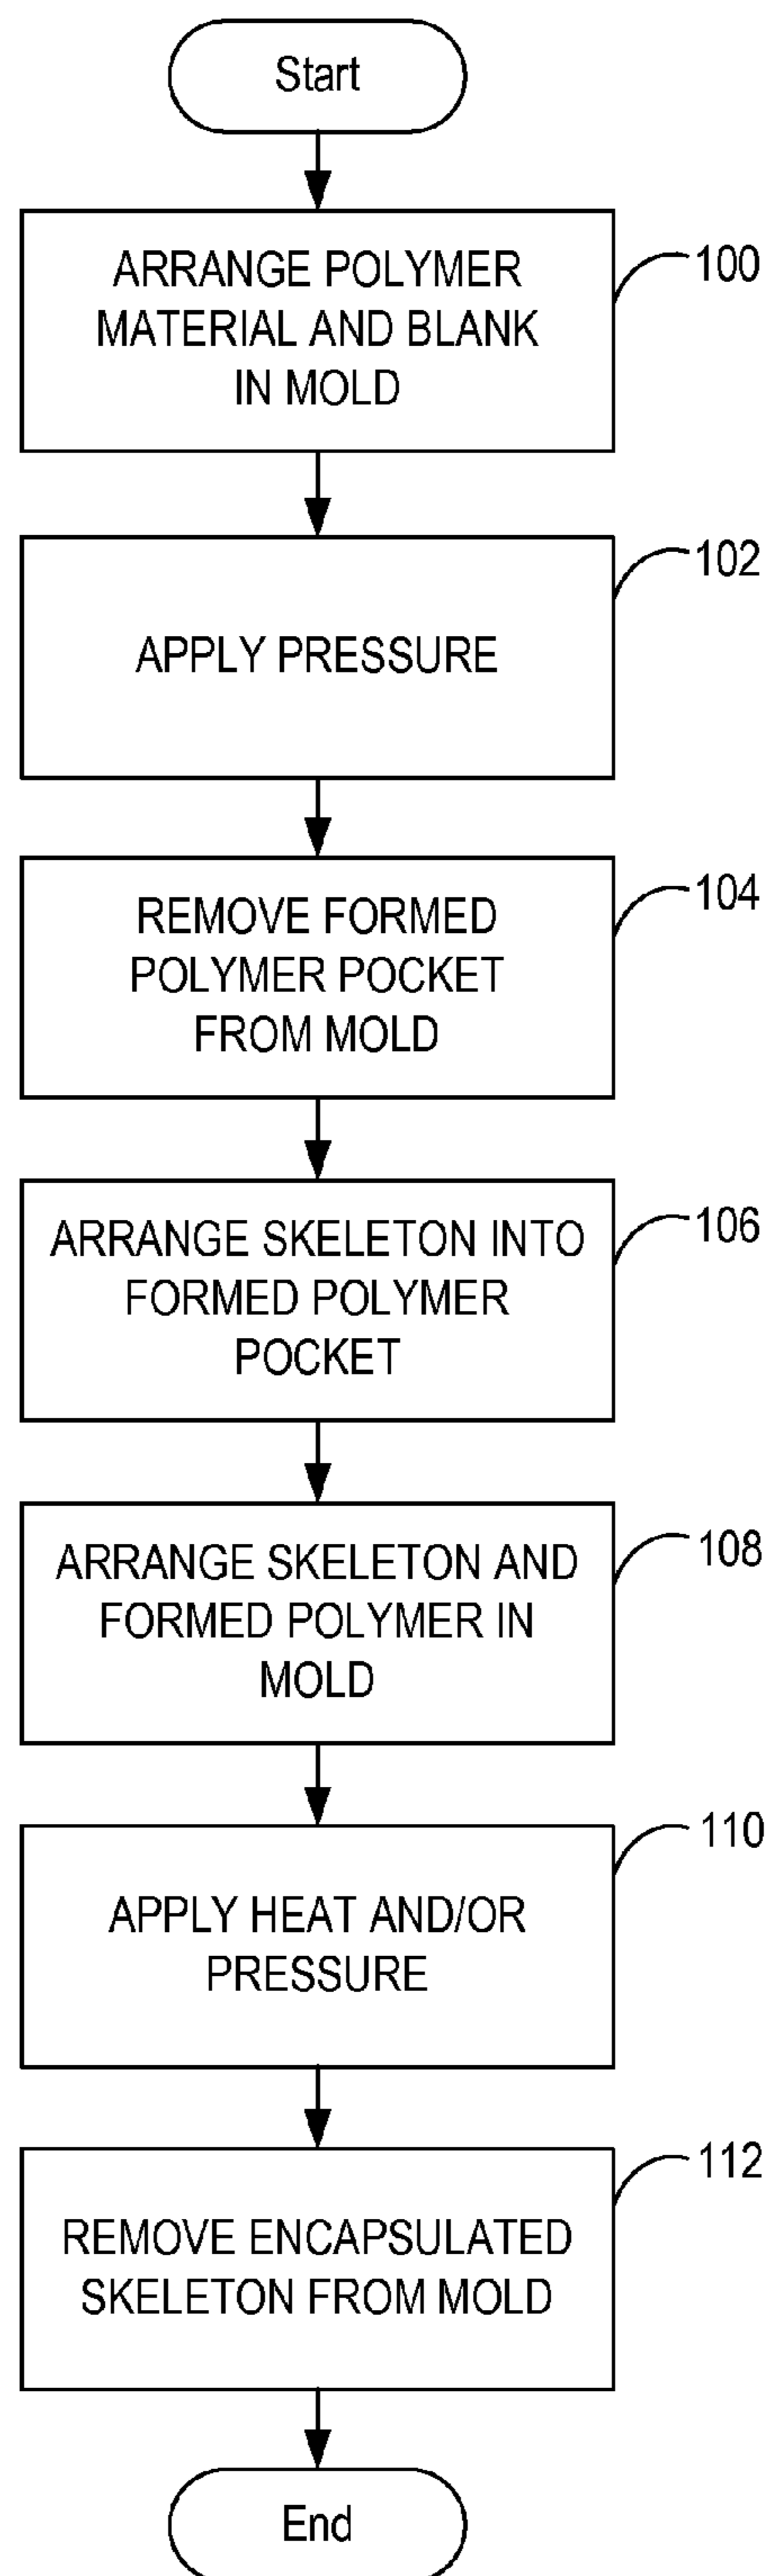 Start
ARRANGE POLYMER
MATERIAL AND BLANK
IN MOLD
100
APPLY PRESSURE
102
REMOVE FORMED
POLYMER POCKET
FROM MOLD
104
ARRANGE SKELETON INTO
FORMED POLYMER
POCKET
106
ARRANGE SKELETON AND
FORMED POLYMER IN
MOLD
108
APPLY HEAT AND/OR
PRESSURE
110
REMOVE ENCAPSULATED
SKELETON FROM MOLD
112
End